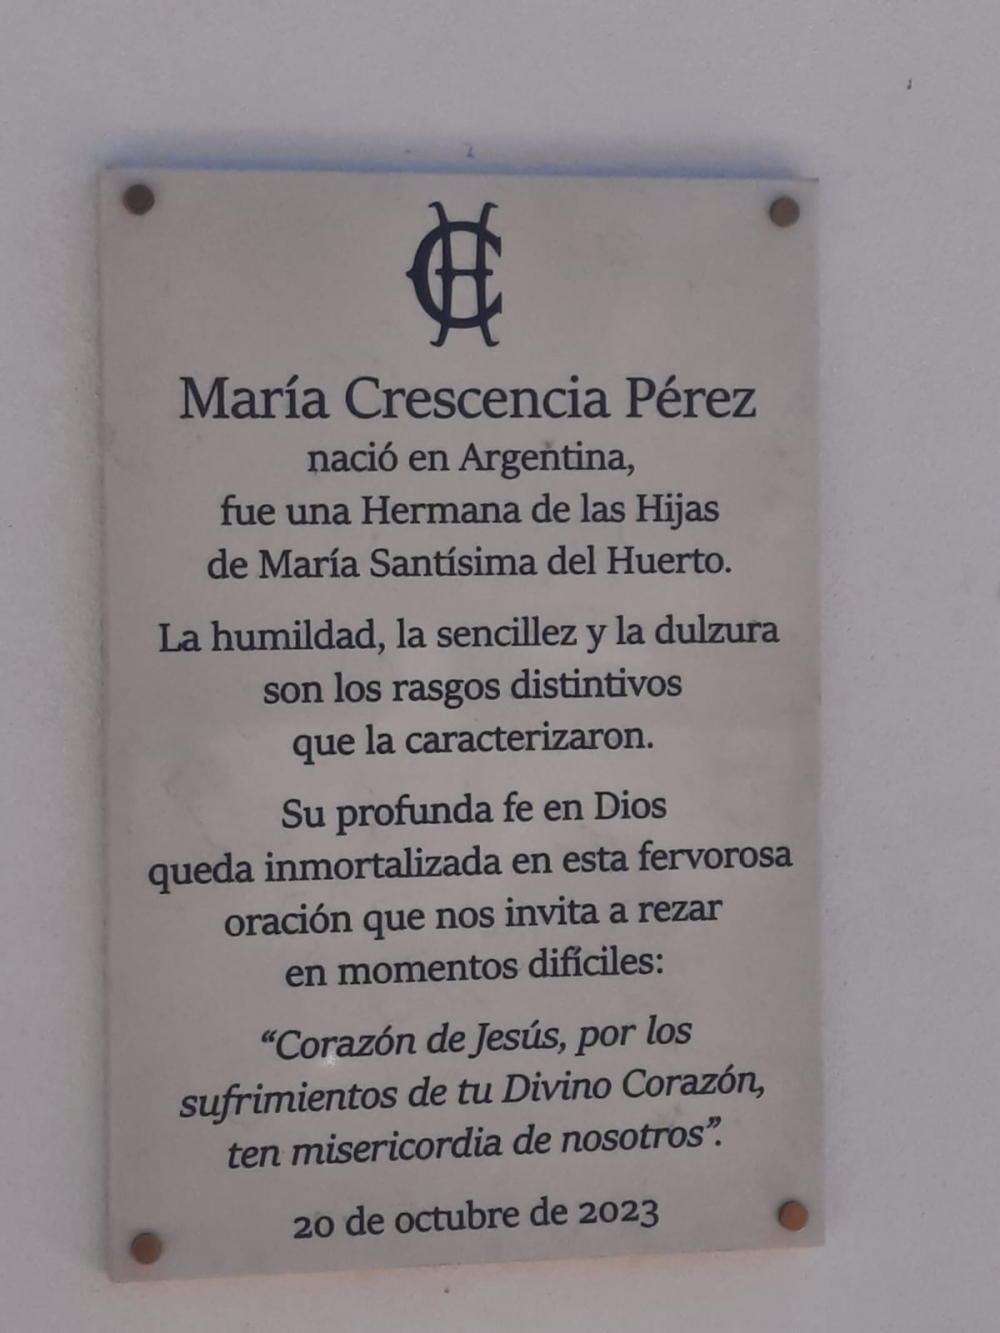 CH
María Crescencia Pérez
nació en Argentina,
fue una Hermana de las Hijas
de María Santísima del Huerto.
La humildad, la sencillez y la dulzura
son los rasgos distintivos
que la caracterizaron.
Su profunda fe en Dios
queda inmortalizada en esta fervorosa
oración que nos invita a rezar
en momentos difíciles:
“Corazón de Jesús, por los
sufrimientos de tu Divino Corazón,
ten misericordia de nosotros”.
20 de octubre de 2023